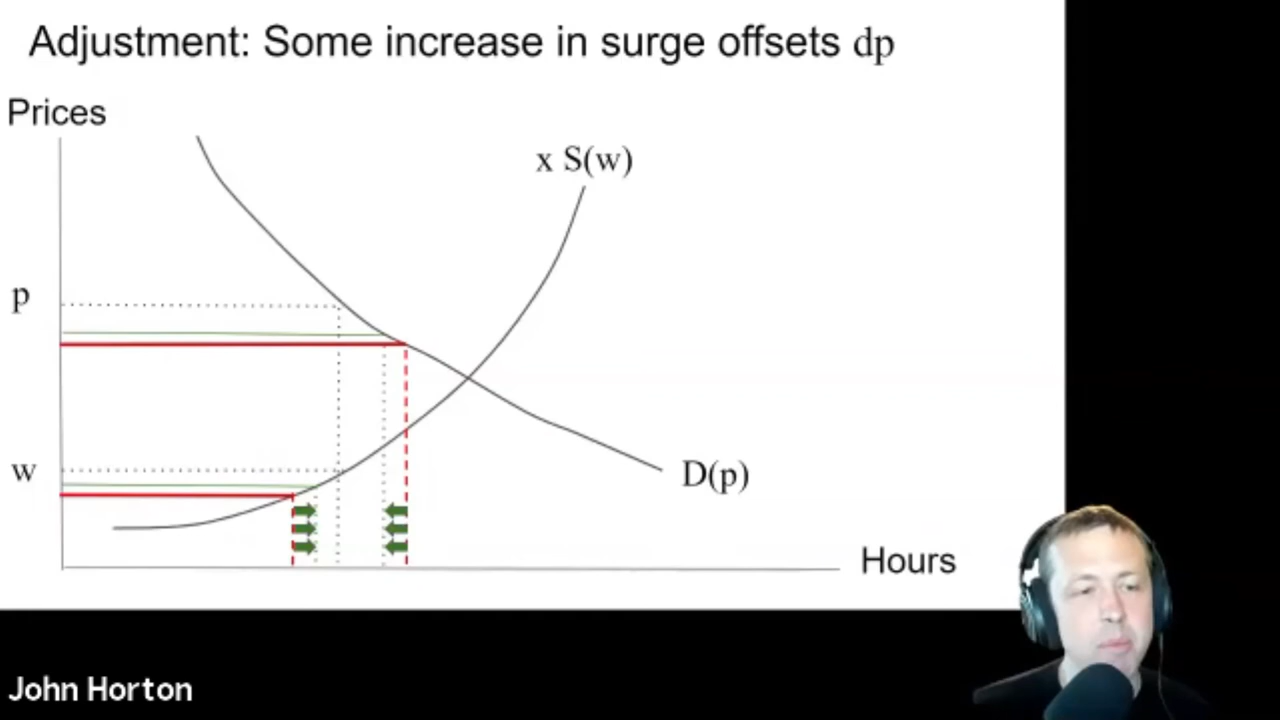 Adjustment: Some increase in surge offsets dp
Prices
x S(w)
p
w
D(p)
Hours
John Horton